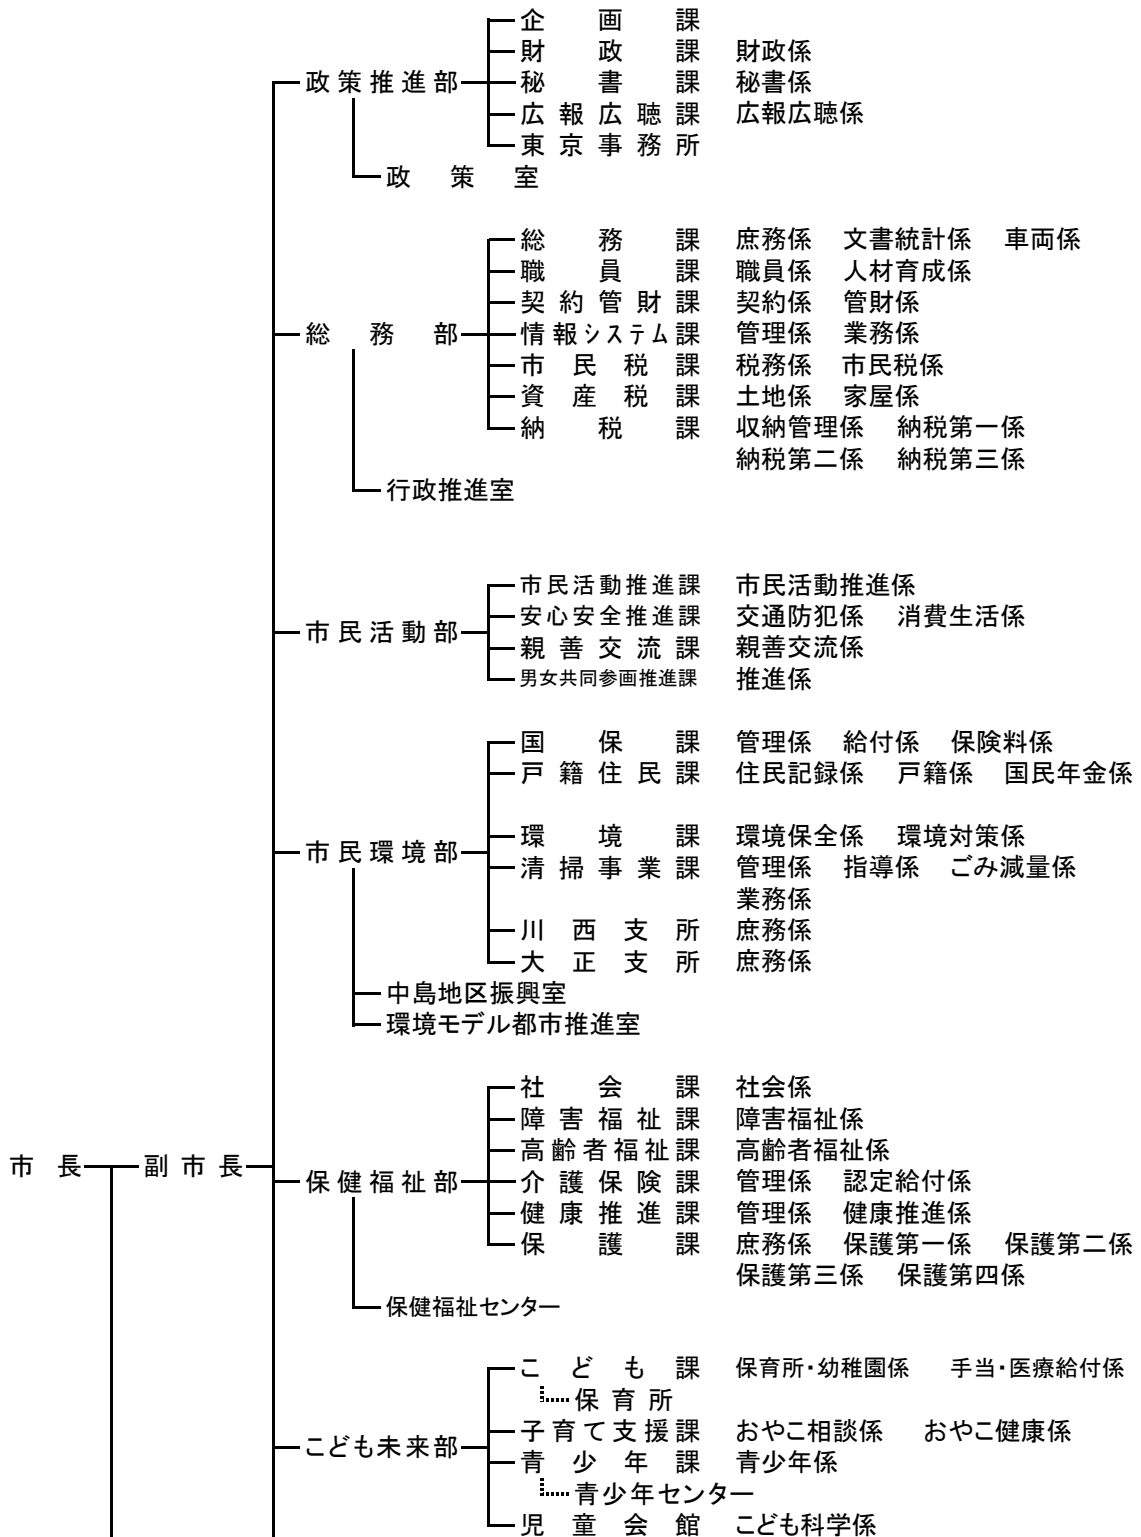 企画課
財政課 財政係
政策推進部 秘書課 秘書係
広報広聴課 広報広聴係
東京事務所
政策室
総務課 庶務係 文書統計係 車両係
職員課 職員係 人材育成係
契約管財課 契約係 管財係
総務部 情報システム課 管理係 業務係
市民税課 税務係 市民税係
資産税課 土地係 家屋係
納税課 収納管理係 納税第一係
納税第二係 納税第三係
行政推進室
市民活動推進課 市民活動推進係
安心安全推進課 交通防犯係 消費生活係
市民活動部
親善交流課 親善交流係
男女共同参画推進課 推進係
国保課 管理係 給付係 保険料係
戸籍住民課 住民記録係 戸籍係 国民年金係
環境課 環境保全係 環境対策係
市民環境部
清掃事業課 管理係 指導係 ごみ減量係
業務係
川西支所 庶務係
大正支所 庶務係
中島地区振興室
環境モデル都市推進室
社会課 社会係
障害福祉課 障害福祉係
高齢者福祉課 高齢者福祉係
市長 副市長
保健福祉部 介護保険課 管理係 認定給付係
健康推進課 管理係 健康推進係
保護課 庶務係 保護第一係 保護第二係
保護第三係 保護第四係
保健福祉センター
こども課 保育所・幼稚園係 手当・医療給付係
保育所
子育て支援課 おやこ相談係 おやこ健康係
こども未来部
青少年課 青少年係
青少年センター
児童会館 こども科学係